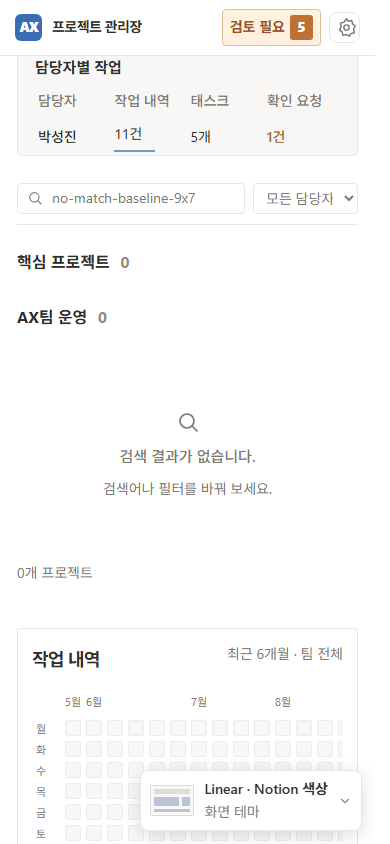 AX 프로젝트 관리장 검토 필요 5
담당자별 작업
담당자 작업 내역 태스크 확인 요청
박성진 11건 5개 1건
no-match-baseline-9x7 모든 담당자
핵심 프로젝트 0
AX팀 운영 0
검색 결과가 없습니다.
검색어나 필터를 바꿔 보세요.
0개 프로젝트
작업 내역 최근 6개월 · 팀 전체
5월 6월 7월 8월
월
화
수
목
금
토
Linear · Notion 색상
화면 테마